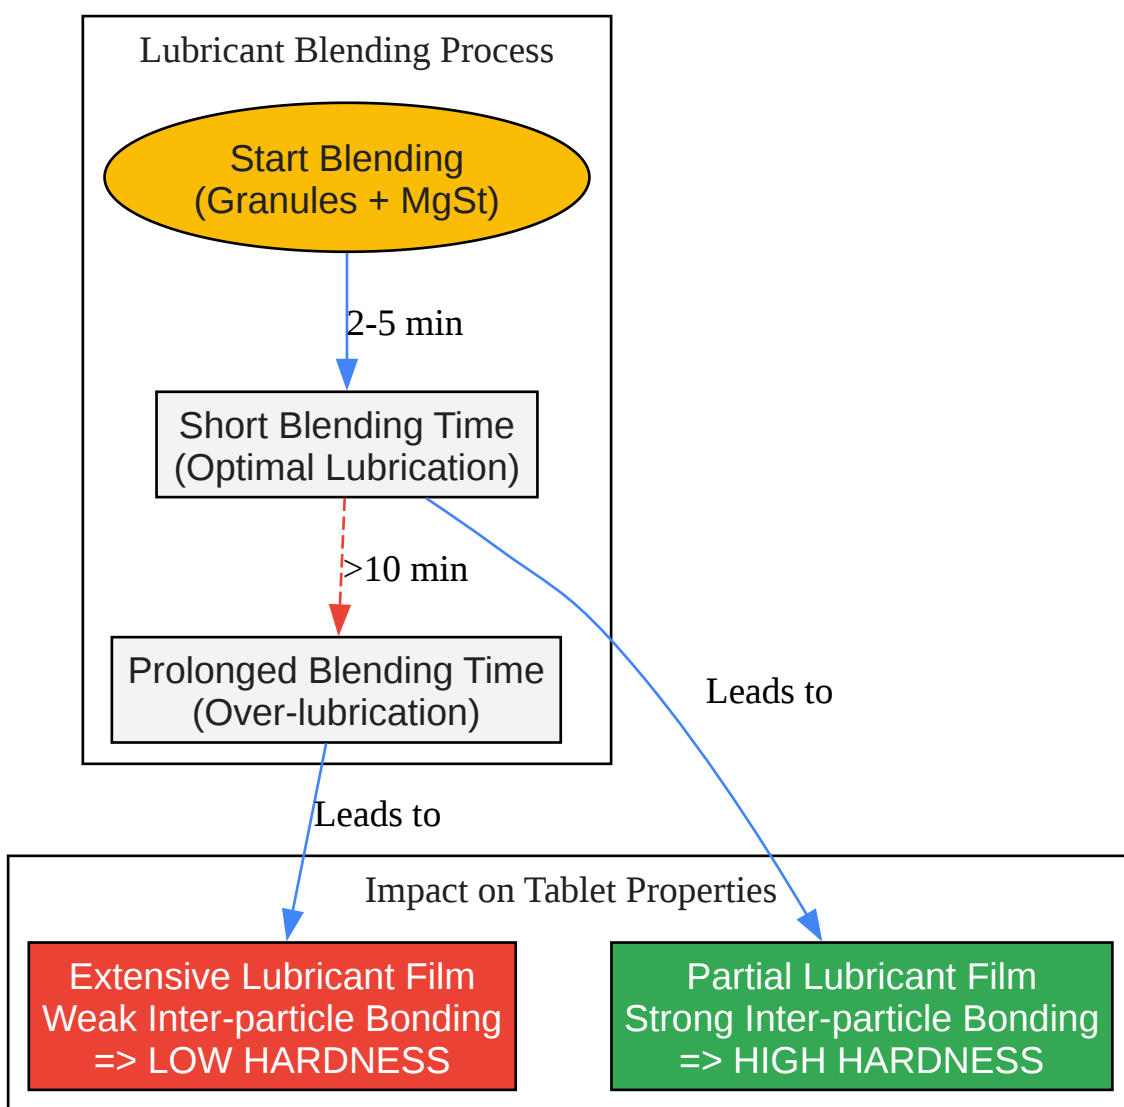 Lubricant Blending Process
Start Blending
(Granules + MgSt)
2-5 min
Short Blending Time
(Optimal Lubrication)
>10 min
Prolonged Blending Time
(Over-lubrication)
Leads to
Leads to
Impact on Tablet Properties
Extensive Lubricant Film
Weak Inter-particle Bonding
=> LOW HARDNESS
Partial Lubricant Film
Strong Inter-particle Bonding
=> HIGH HARDNESS